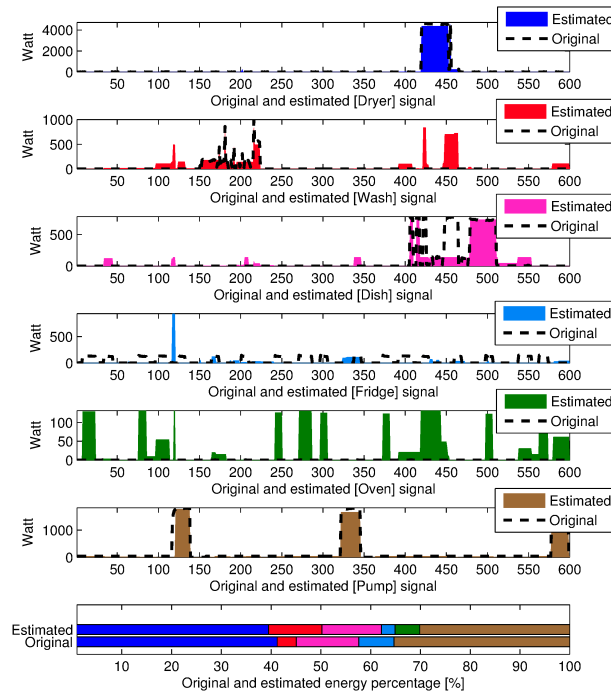 Estimated
Original
Watt
4000
2000
0
50 100 150 200 250 300 350 400 450 500 550 600
Original and estimated [Dryer] signal
Estimated
Original
Watt
1000
500
0
50 100 150 200 250 300 350 400 450 500 550 600
Original and estimated [Wash] signal
Estimated
Original
Watt
500
0
50 100 150 200 250 300 350 400 450 500 550 600
Original and estimated [Dish] signal
Estimated
Original
Watt
500
0
50 100 150 200 250 300 350 400 450 500 550 600
Original and estimated [Fridge] signal
Estimated
Original
Watt
100
50
0
50 100 150 200 250 300 350 400 450 500 550 600
Original and estimated [Oven] signal
Estimated
Original
Watt
1000
0
50 100 150 200 250 300 350 400 450 500 550 600
Original and estimated [Pump] signal
Estimated
Original
10 20 30 40 50 60 70 80 90 100
Original and estimated energy percentage [%]